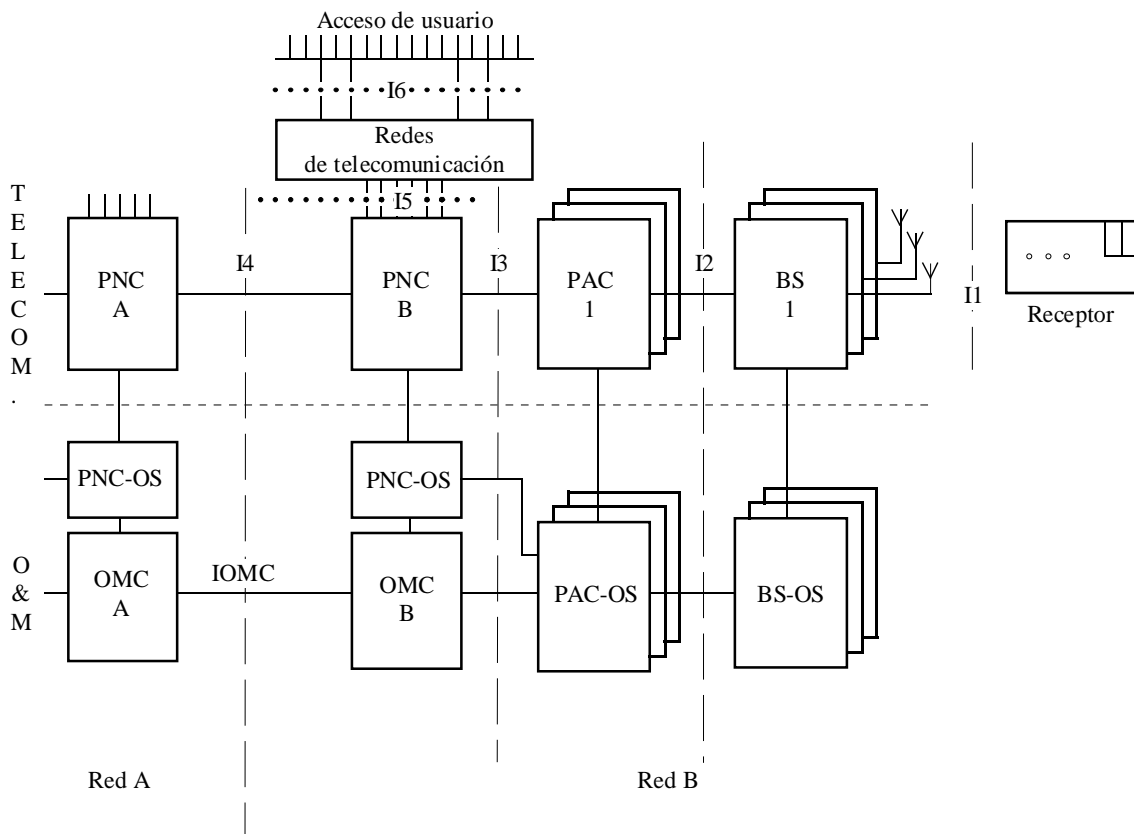 Acceso de usuario
I6
Redes
de telecomunicación
I5
T
E
L
E
C
O
M
.
PNC
A
I4
PNC
B
I3
PAC
1
I2
BS
1
I1
Receptor
PNC-OS
PNC-OS
O
&
M
OMC
A
IOMC
OMC
B
PAC-OS
BS-OS
Red A
Red B